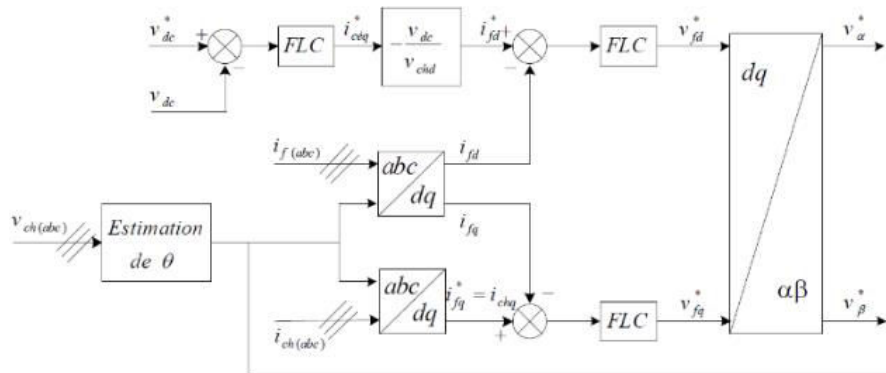 v*dc + FLC i*céq -vdc/vchd i*fd + FLC v*fd dq v*α
−
−
vdc
if(abc) abc ifd
dq
ifq
vch(abc) Estimation
de θ
−
abc i*fq = ichq FLC v*fq αβ v*β
dq
+
ich(abc)